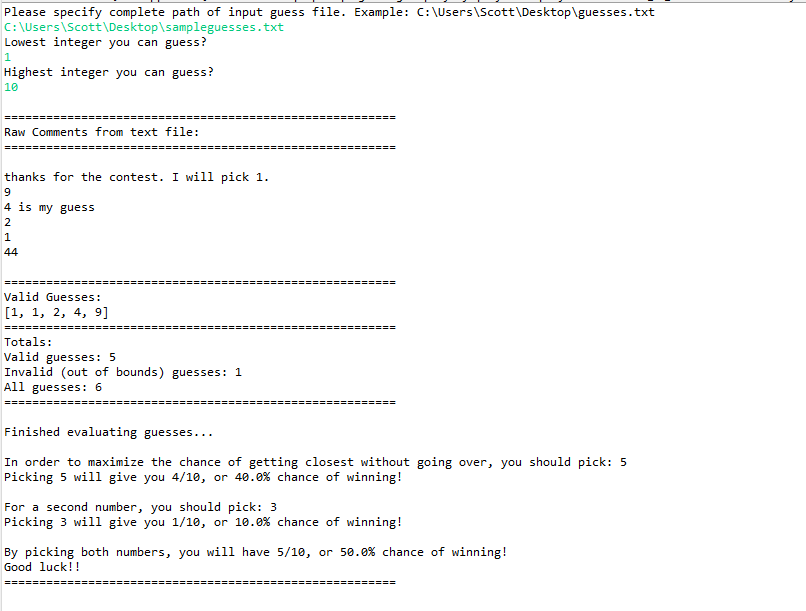 Please specify complete path of input guess file. Example: C:\Users\Scott\Desktop\guesses.txt
C:\Users\Scott\Desktop\sampleguesses.txt
Lowest integer you can guess?
1
Highest integer you can guess?
10
========================================================
Raw Comments from text file:
========================================================
thanks for the contest. I will pick 1.
9
4 is my guess
2
1
44
========================================================
Valid Guesses:
[1, 1, 2, 4, 9]
========================================================
Totals:
Valid guesses: 5
Invalid (out of bounds) guesses: 1
All guesses: 6
========================================================
Finished evaluating guesses...
In order to maximize the chance of getting closest without going over, you should pick: 5
Picking 5 will give you 4/10, or 40.0% chance of winning!
For a second number, you should pick: 3
Picking 3 will give you 1/10, or 10.0% chance of winning!
By picking both numbers, you will have 5/10, or 50.0% chance of winning!
Good luck!!
========================================================